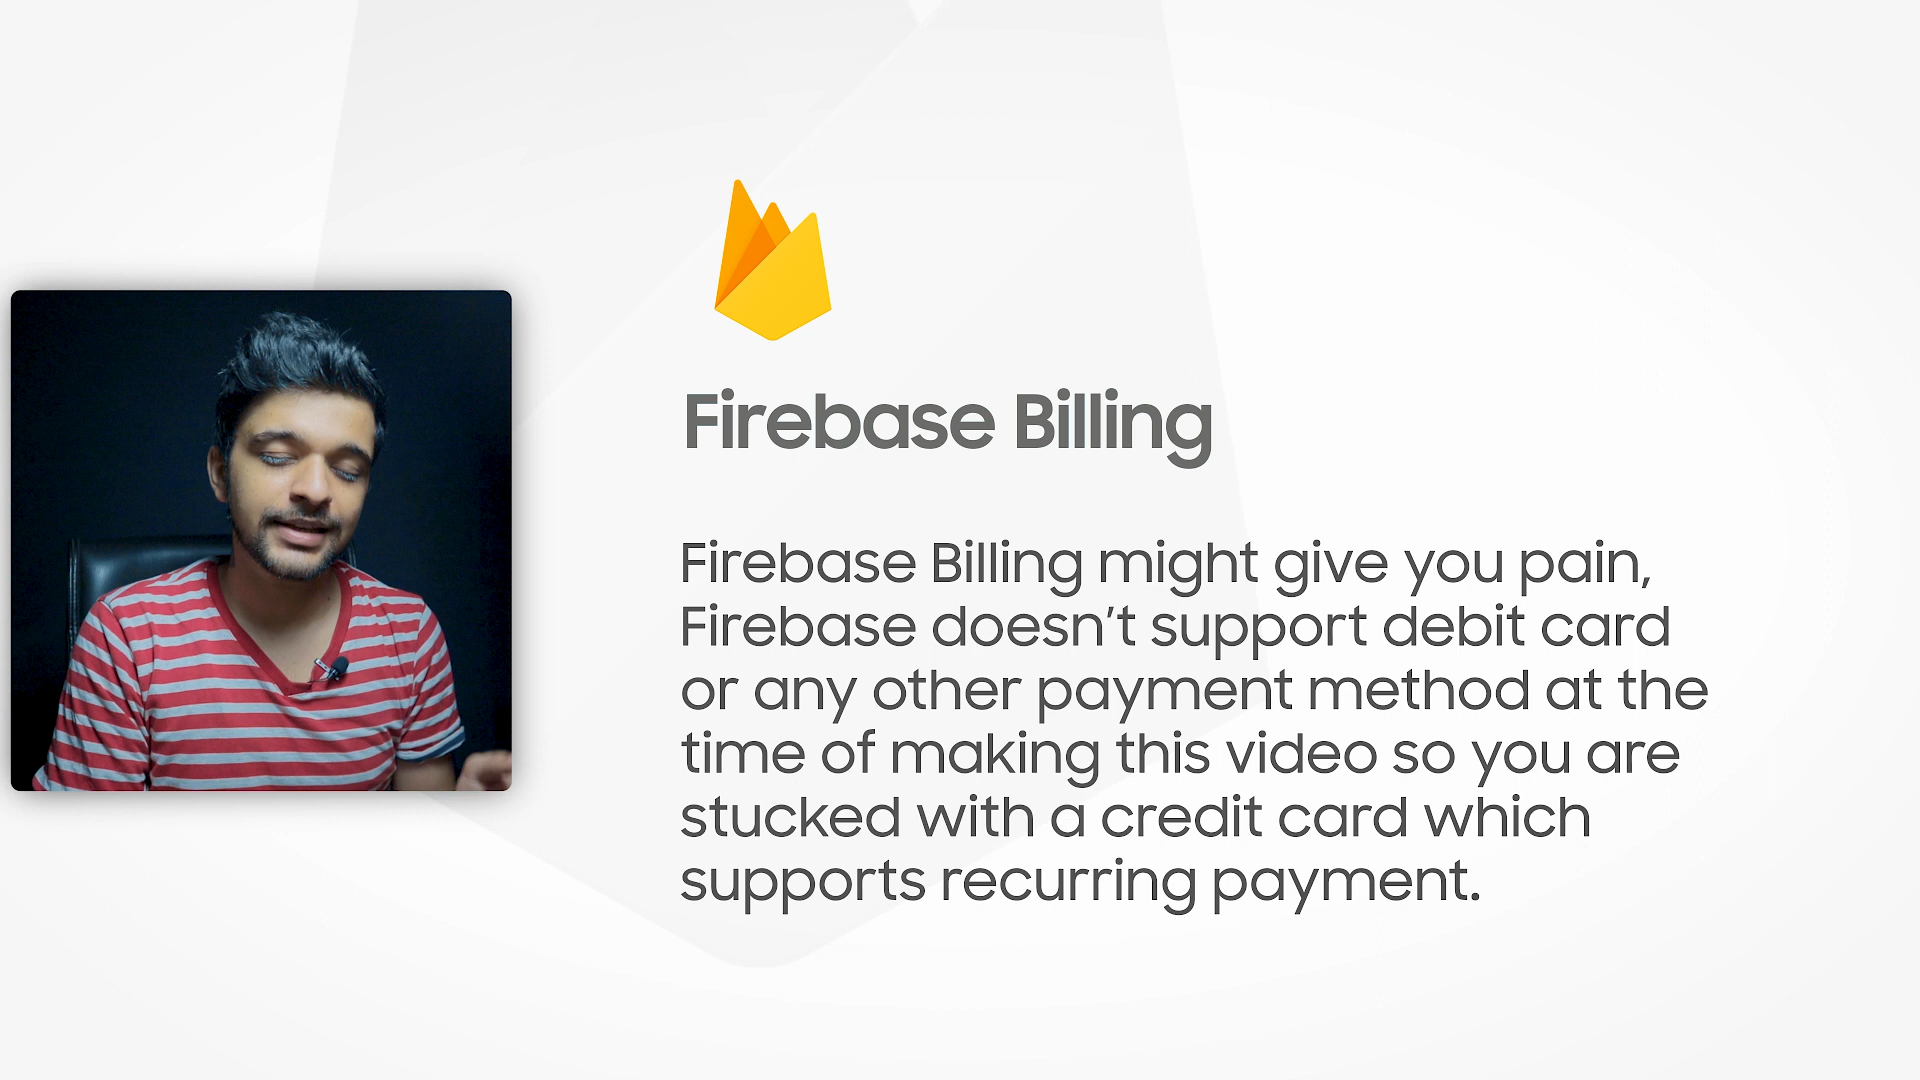 Firebase Billing
Firebase Billing might give you pain,
Firebase doesn’t support debit card
or any other payment method at the
time of making this video so you are
stucked with a credit card which
supports recurring payment.